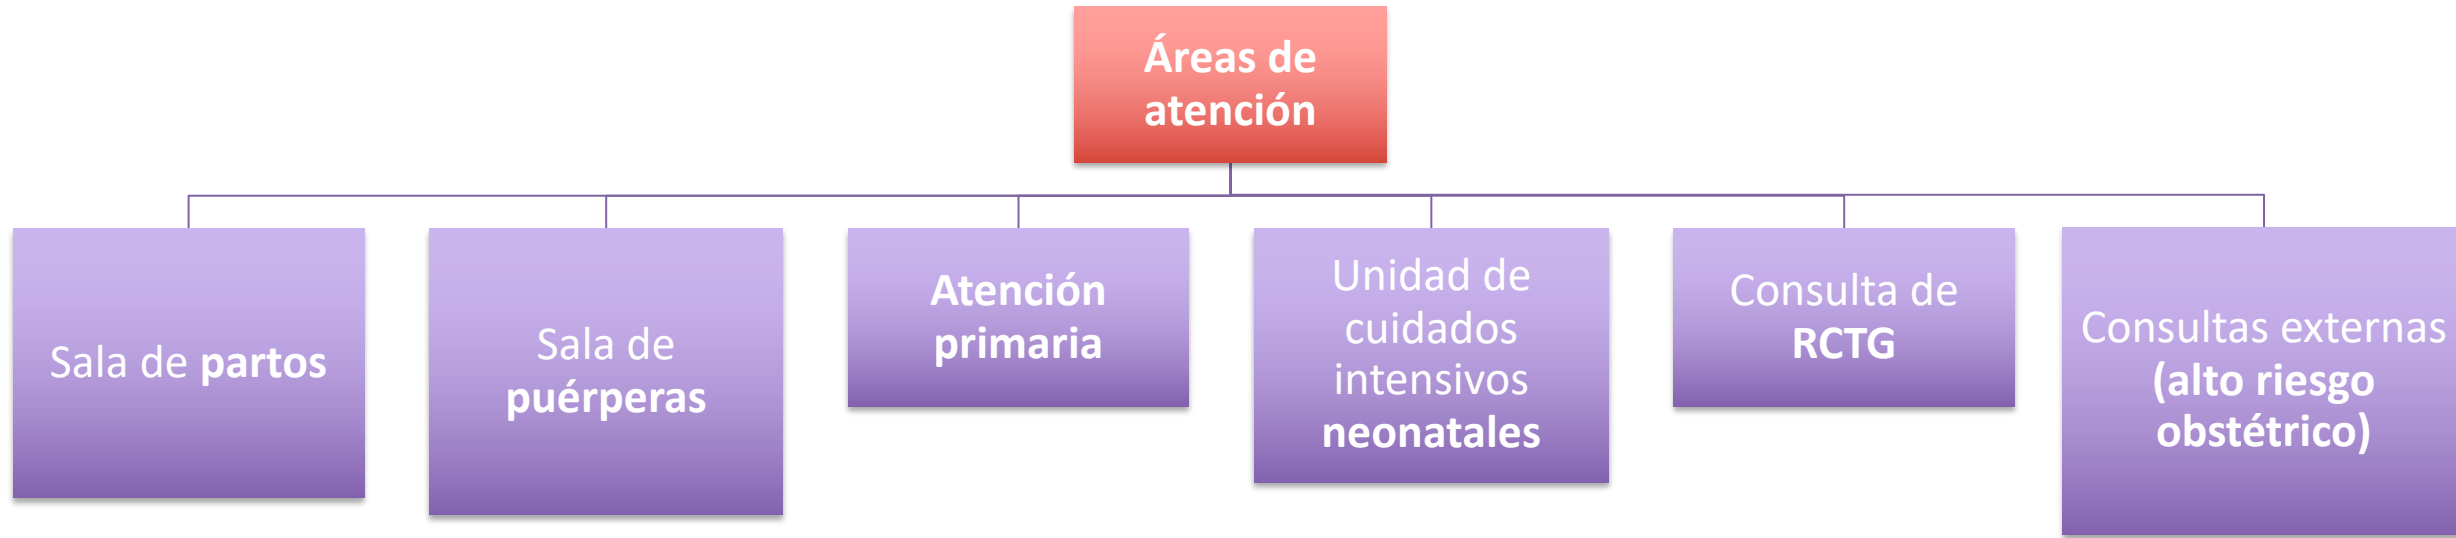 Áreas de
atención
Sala de partos
Sala de
puérperas
Atención
primaria
Unidad de
cuidados
intensivos
neonatales
Consulta de
RCTG
Consultas externas
(alto riesgo
obstétrico)